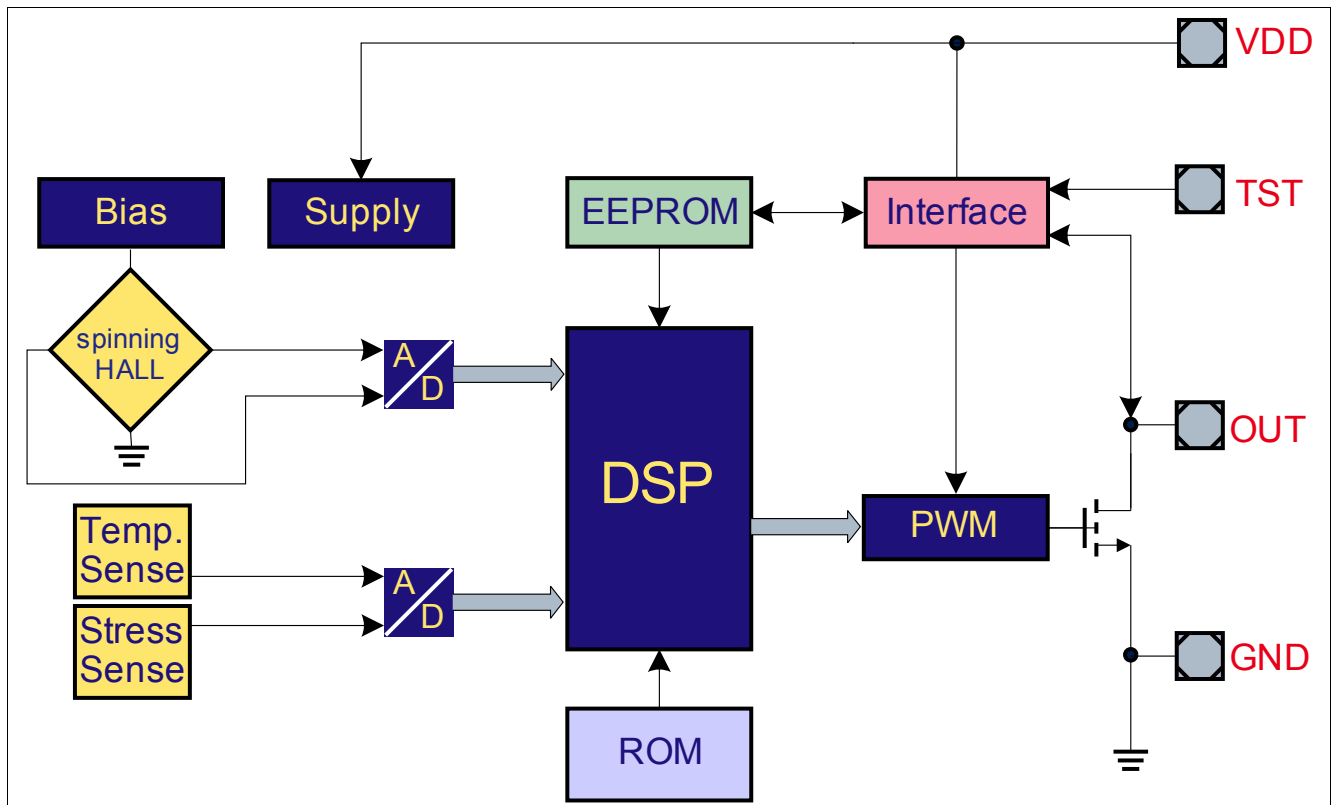 VDD
Bias
Supply
EEPROM
Interface
TST
spinning
HALL
A
D
DSP
OUT
PWM
Temp.
Sense
A
D
Stress
Sense
GND
ROM